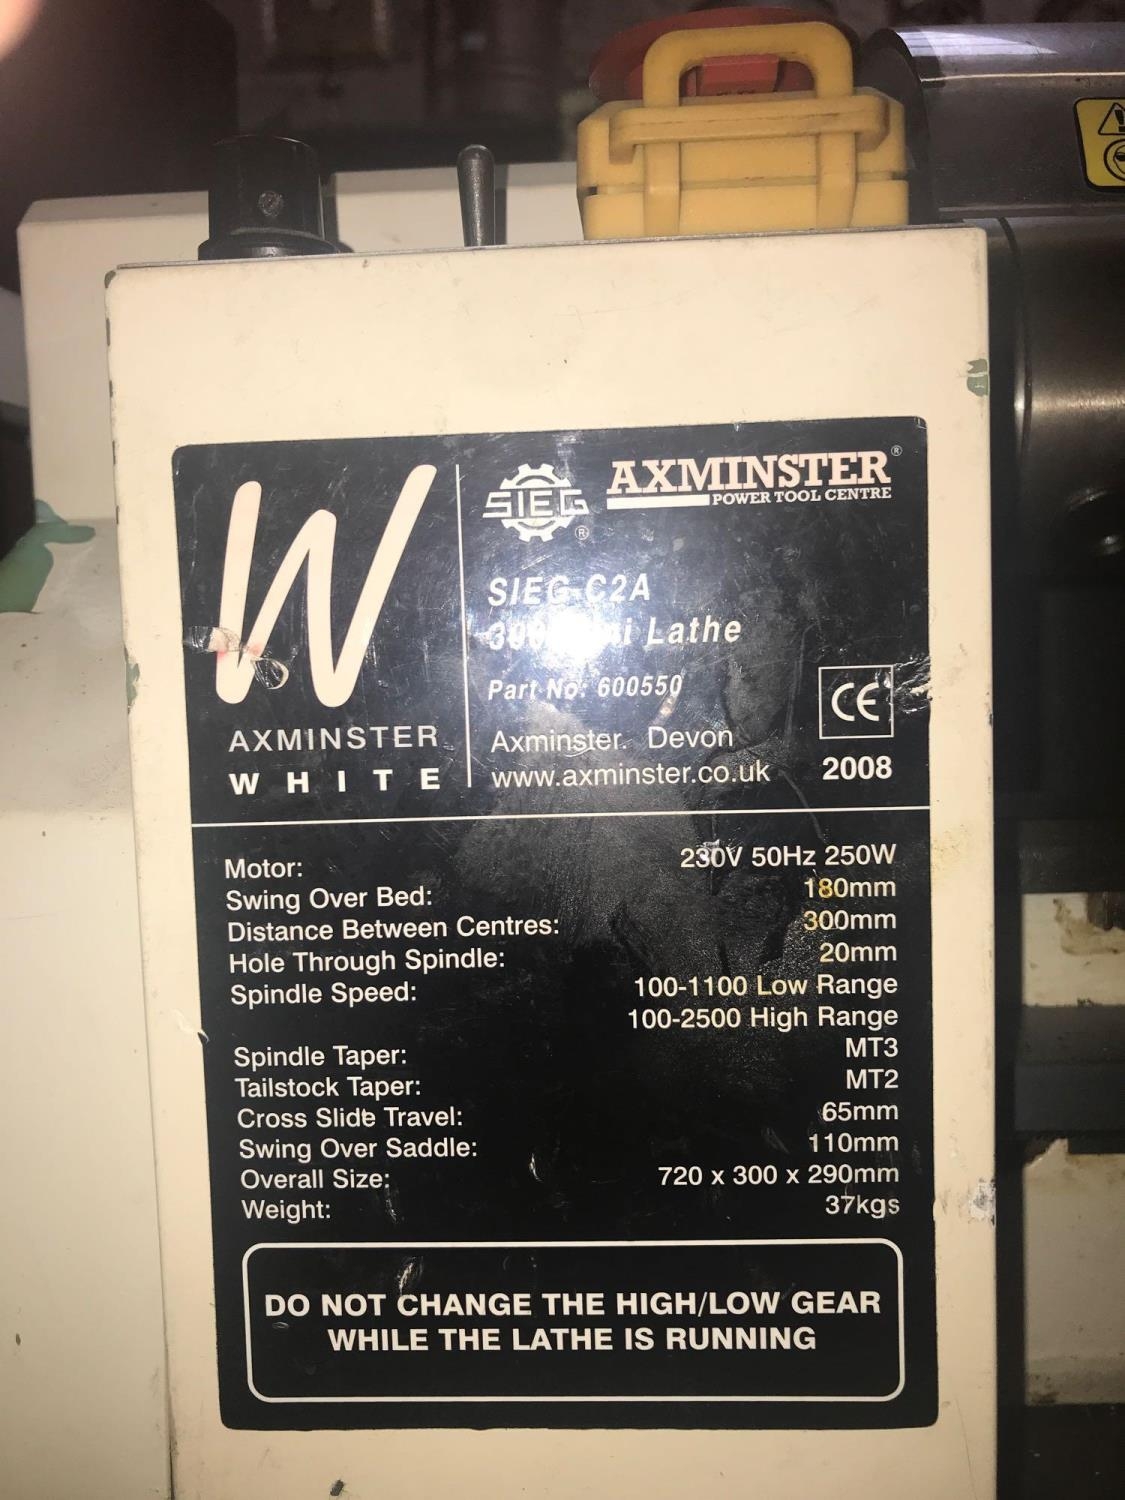 W
AXMINSTER
WHITE
SIEG ®
AXMINSTER®
POWER TOOL CENTRE
SIEG-C2A
Lathe
Part No: 600550
Axminster. Devon
www.axminster.co.uk
CE
2008
Motor: 230V 50Hz 250W
Swing Over Bed: 180mm
Distance Between Centres: 300mm
Hole Through Spindle: 20mm
Spindle Speed: 100-1100 Low Range
100-2500 High Range
Spindle Taper: MT3
Tailstock Taper: MT2
Cross Slide Travel: 65mm
Swing Over Saddle: 110mm
Overall Size: 720 x 300 x 290mm
Weight: 37kgs
DO NOT CHANGE THE HIGH/LOW GEAR
WHILE THE LATHE IS RUNNING